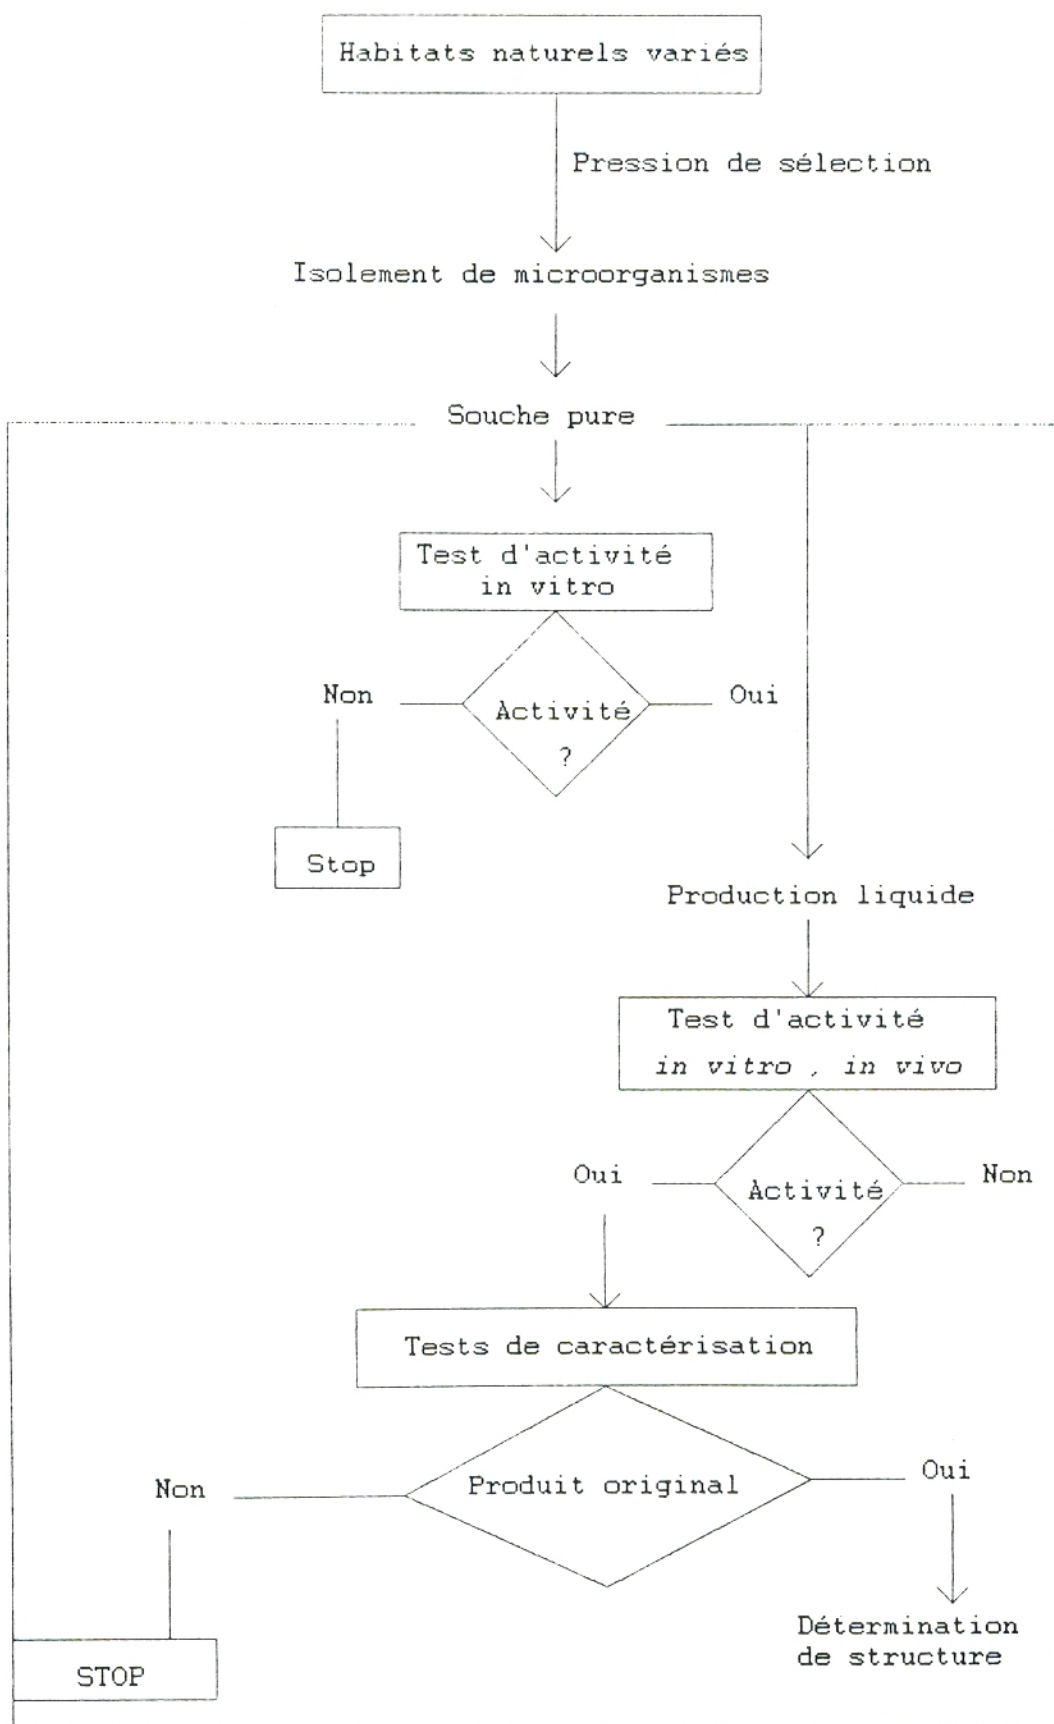 Habitats naturels variés
Pression de sélection
Isolement de microorganismes
Souche pure
Test d'activité
in vitro
Non
Oui
Activité
?
Stop
Production liquide
Test d'activité
in vitro , in vivo
Oui
Non
Activité
?
Tests de caractérisation
Non
Produit original
Oui
Détermination
de structure
STOP